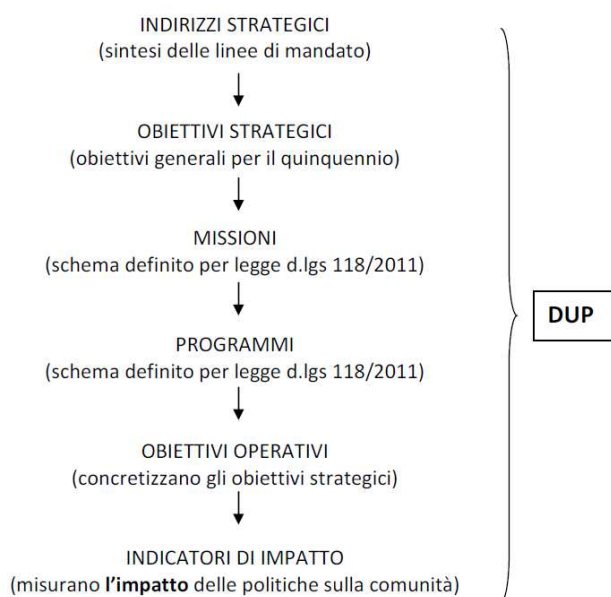 INDIRIZZI STRATEGICI
(sintesi delle linee di mandato)
OBIETTIVI STRATEGICI
(obiettivi generali per il quinquennio)
MISSIONI
(schema definito per legge d.lgs 118/2011)
DUP
PROGRAMMI
(schema definito per legge d.lgs 118/2011)
OBIETTIVI OPERATIVI
(concretizzano gli obiettivi strategici)
INDICATORI DI IMPATTO
(misurano l'impatto delle politiche sulla comunità)